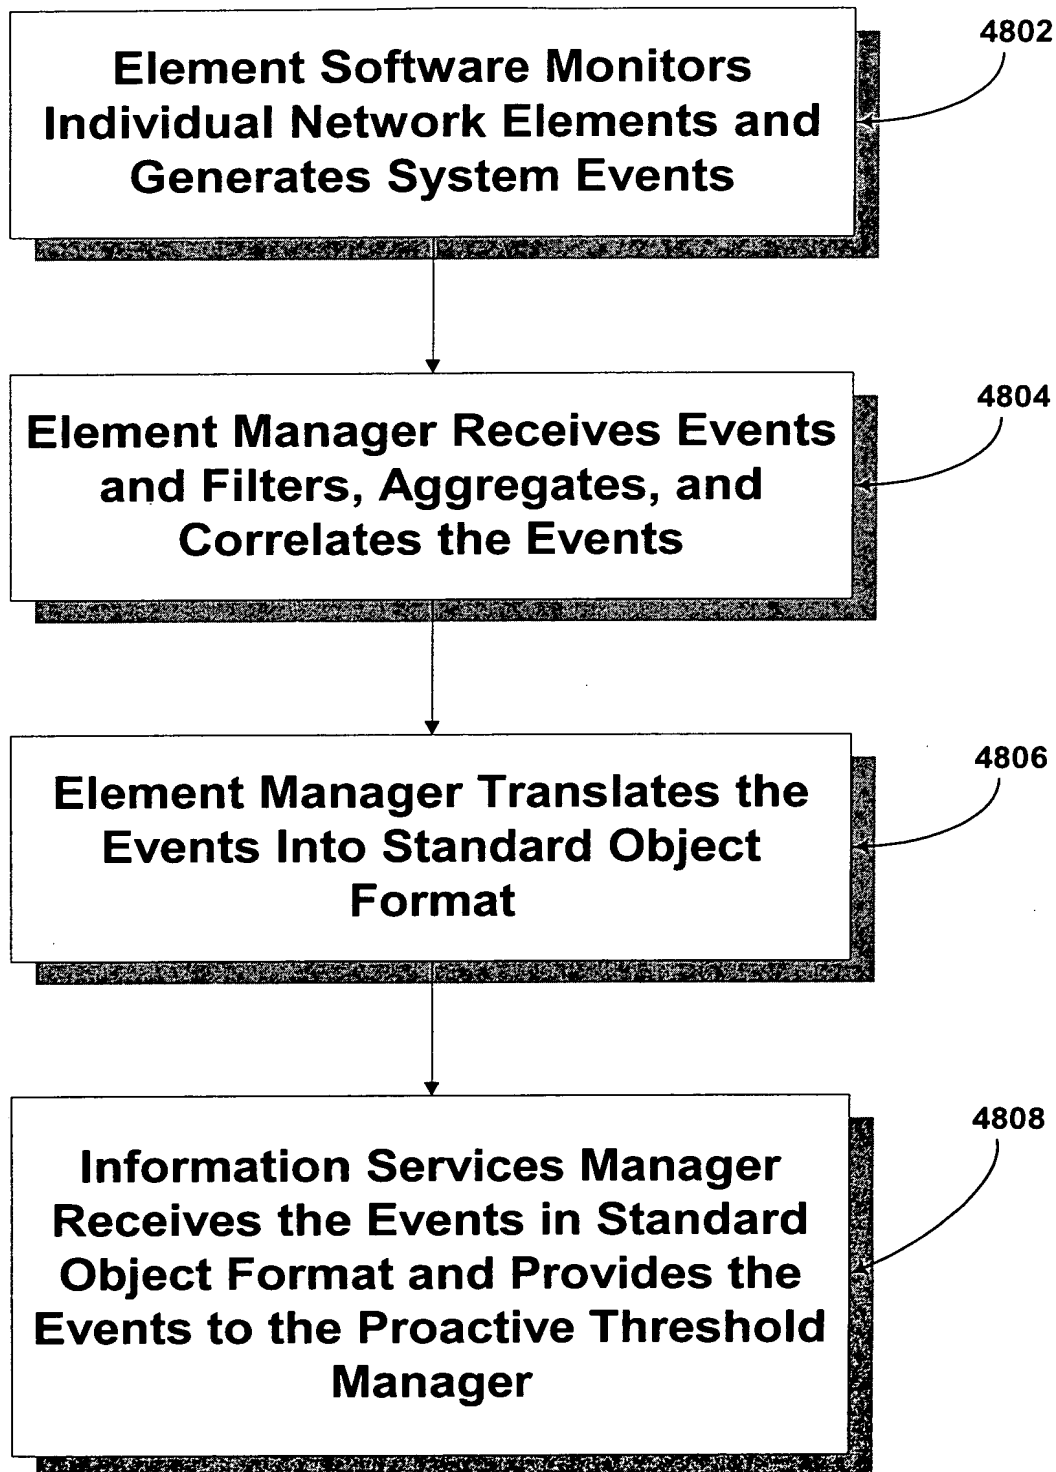 4802
Element Software Monitors
Individual Network Elements and
Generates System Events
4804
Element Manager Receives Events
and Filters, Aggregates, and
Correlates the Events
4806
Element Manager Translates the
Events Into Standard Object
Format
4808
Information Services Manager
Receives the Events in Standard
Object Format and Provides the
Events to the Proactive Threshold
Manager